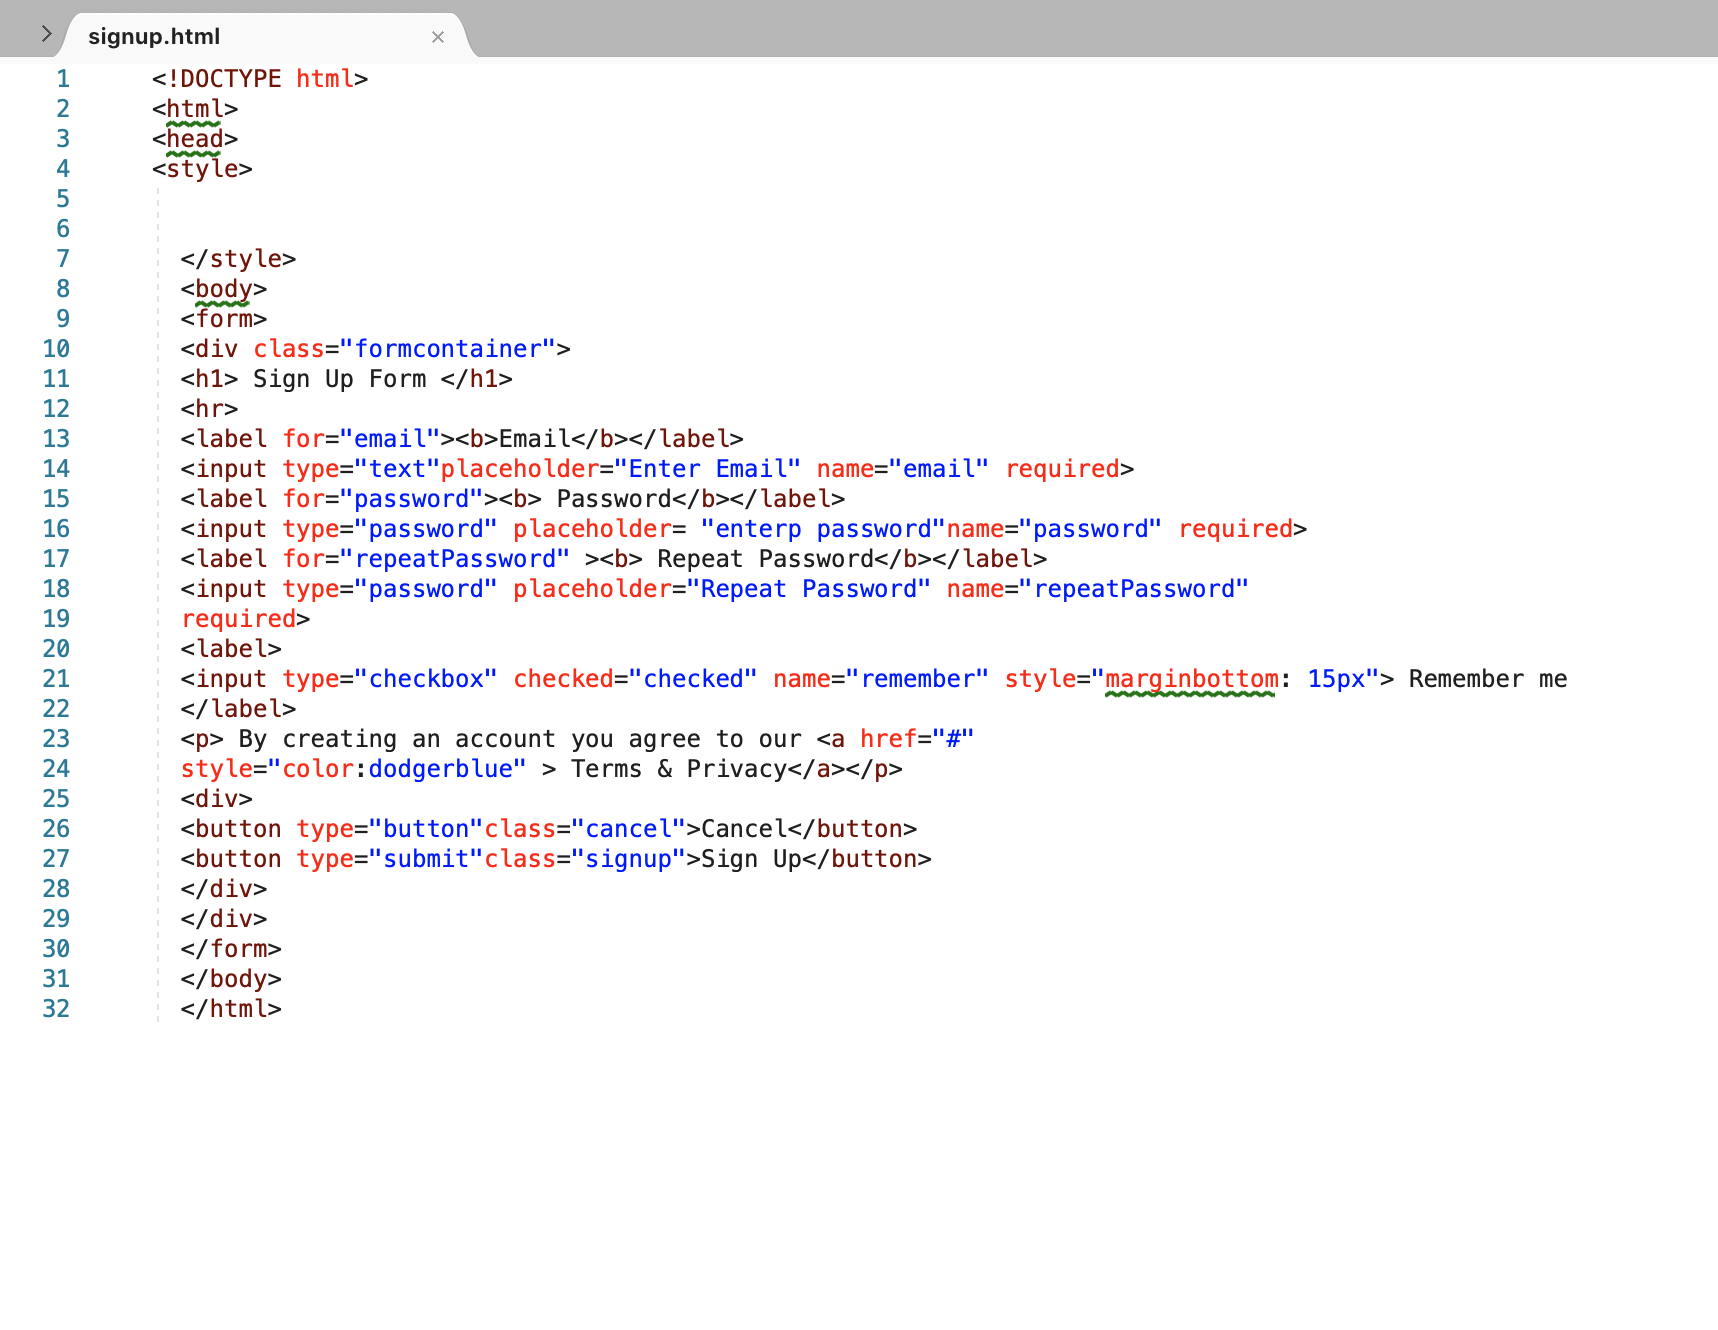 signup.html
1 <!DOCTYPE html>
2 <html>
3 <head>
4 <style>
5
6
7 </style>
8 <body>
9 <form>
10 <div class="formcontainer">
11 <h1> Sign Up Form </h1>
12 <hr>
13 <label for="email"><b>Email</b></label>
14 <input type="text"placeholder="Enter Email" name="email" required>
15 <label for="password"><b> Password</b></label>
16 <input type="password" placeholder= "enterp password"name="password" required>
17 <label for="repeatPassword" ><b> Repeat Password</b></label>
18 <input type="password" placeholder="Repeat Password" name="repeatPassword"
19 required>
20 <label>
21 <input type="checkbox" checked="checked" name="remember" style="marginbottom: 15px"> Remember me
22 </label>
23 <p> By creating an account you agree to our <a href="#"
24 style="color:dodgerblue" > Terms & Privacy</a></p>
25 <div>
26 <button type="button"class="cancel">Cancel</button>
27 <button type="submit"class="signup">Sign Up</button>
28 </div>
29 </div>
30 </form>
31 </body>
32 </html>